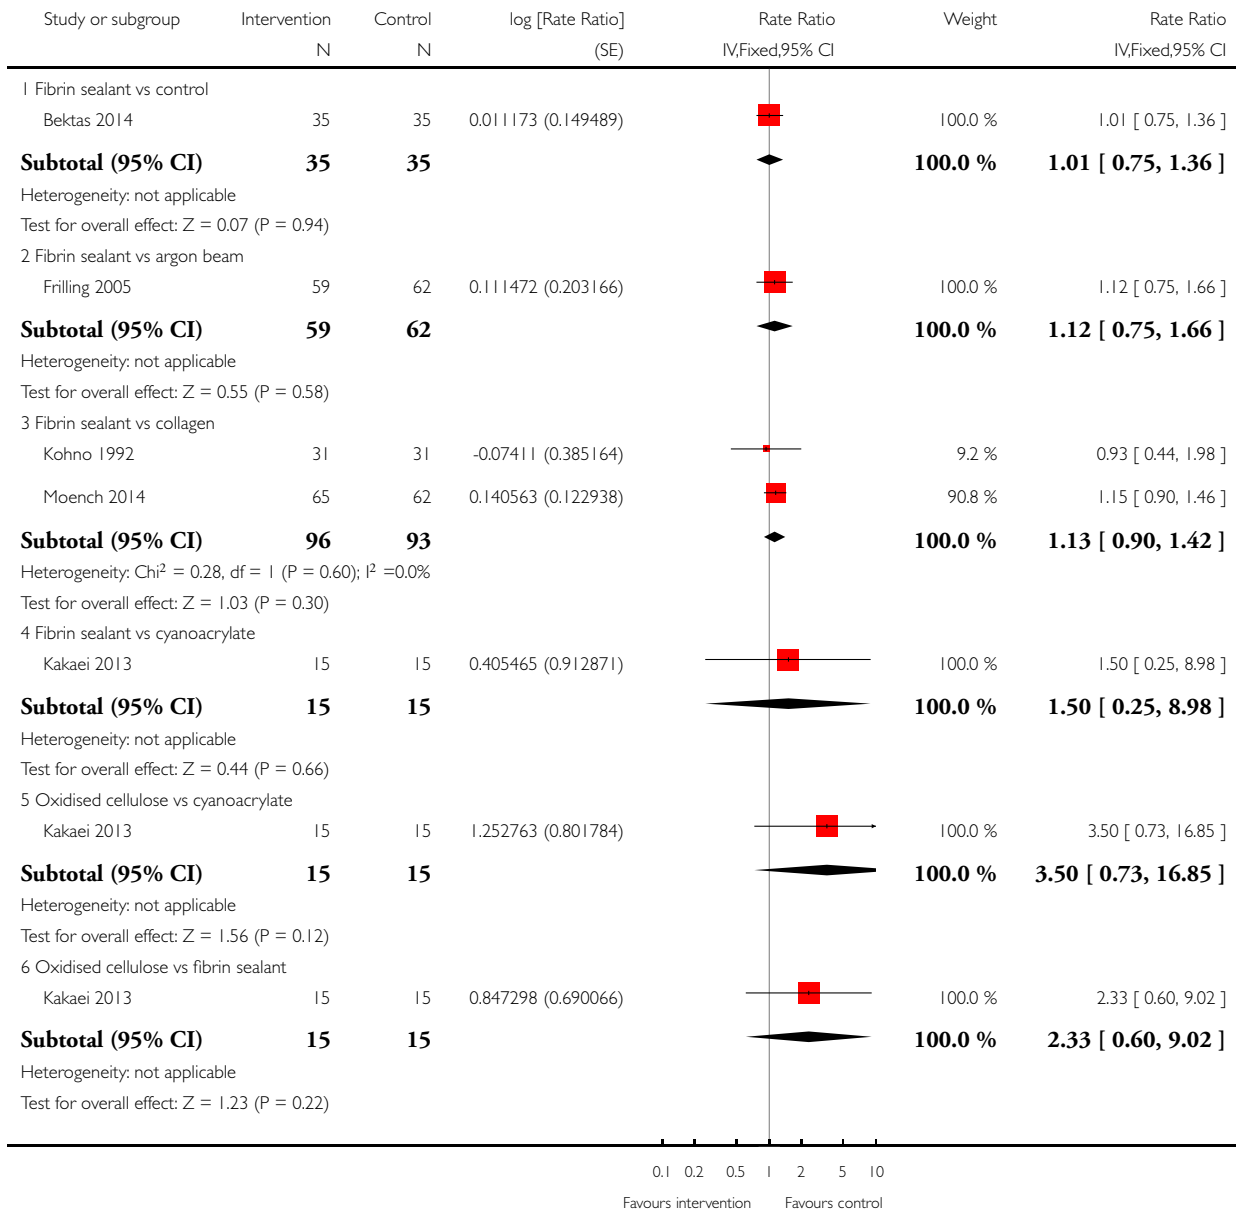 Study or subgroup Intervention Control log [Rate Ratio] Rate Ratio Weight Rate Ratio
N N (SE) IV,Fixed,95% CI IV,Fixed,95% CI
1 Fibrin sealant vs control
Bektas 2014 35 35 0.011173 (0.149489) 100.0 % 1.01 [ 0.75, 1.36 ]
Subtotal (95% CI) 35 35 100.0 % 1.01 [ 0.75, 1.36 ]
Heterogeneity: not applicable
Test for overall effect: Z = 0.07 (P = 0.94)
2 Fibrin sealant vs argon beam
Frilling 2005 59 62 0.111472 (0.203166) 100.0 % 1.12 [ 0.75, 1.66 ]
Subtotal (95% CI) 59 62 100.0 % 1.12 [ 0.75, 1.66 ]
Heterogeneity: not applicable
Test for overall effect: Z = 0.55 (P = 0.58)
3 Fibrin sealant vs collagen
Kohno 1992 31 31 -0.07411 (0.385164) 9.2 % 0.93 [ 0.44, 1.98 ]
Moench 2014 65 62 0.140563 (0.122938) 90.8 % 1.15 [ 0.90, 1.46 ]
Subtotal (95% CI) 96 93 100.0 % 1.13 [ 0.90, 1.42 ]
Heterogeneity: Chi² = 0.28, df = 1 (P = 0.60); I² =0.0%
Test for overall effect: Z = 1.03 (P = 0.30)
4 Fibrin sealant vs cyanoacrylate
Kakaei 2013 15 15 0.405465 (0.912871) 100.0 % 1.50 [ 0.25, 8.98 ]
Subtotal (95% CI) 15 15 100.0 % 1.50 [ 0.25, 8.98 ]
Heterogeneity: not applicable
Test for overall effect: Z = 0.44 (P = 0.66)
5 Oxidised cellulose vs cyanoacrylate
Kakaei 2013 15 15 1.252763 (0.801784) 100.0 % 3.50 [ 0.73, 16.85 ]
Subtotal (95% CI) 15 15 100.0 % 3.50 [ 0.73, 16.85 ]
Heterogeneity: not applicable
Test for overall effect: Z = 1.56 (P = 0.12)
6 Oxidised cellulose vs fibrin sealant
Kakaei 2013 15 15 0.847298 (0.690066) 100.0 % 2.33 [ 0.60, 9.02 ]
Subtotal (95% CI) 15 15 100.0 % 2.33 [ 0.60, 9.02 ]
Heterogeneity: not applicable
Test for overall effect: Z = 1.23 (P = 0.22)
0.1 0.2 0.5 1 2 5 10
Favours intervention Favours control